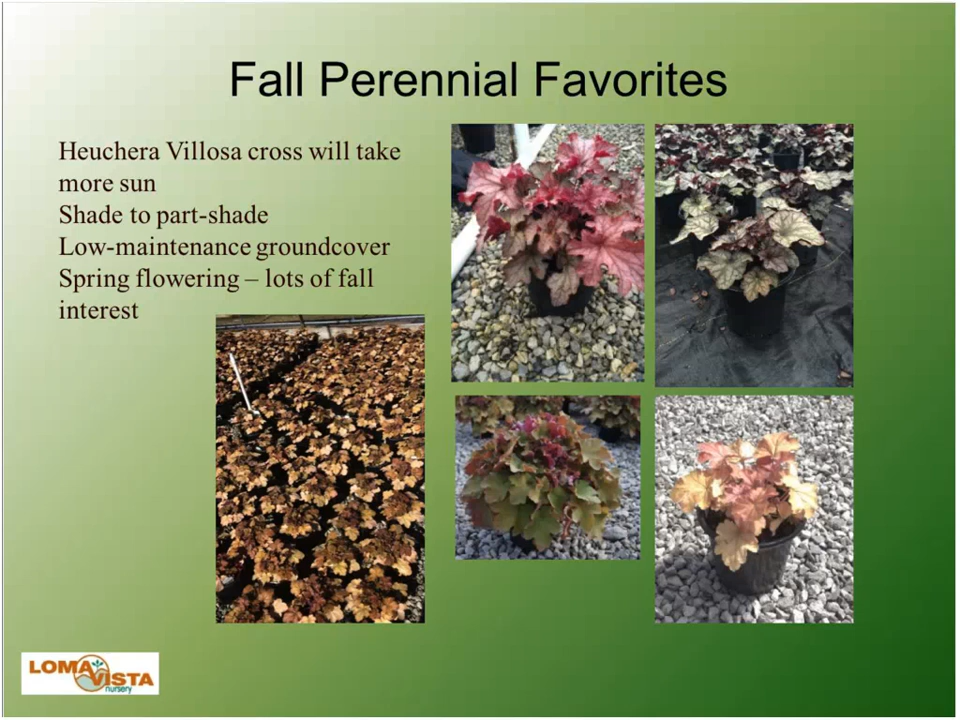 Fall Perennial Favorites
Heuchera Villosa cross will take
more sun
Shade to part-shade
Low-maintenance groundcover
Spring flowering – lots of fall
interest
LOMA
VISTA
nursery